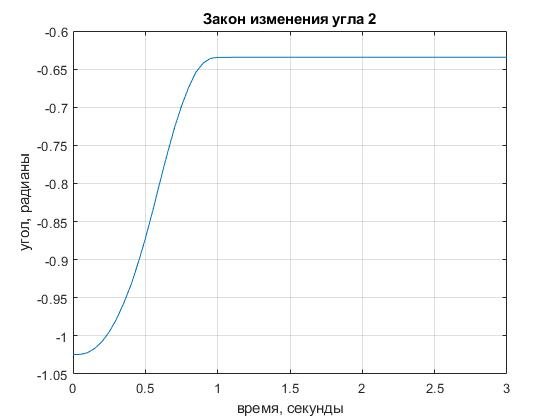 Закон изменения угла 2
-0.6
-0.65
-0.7
-0.75
-0.8
-0.85
-0.9
-0.95
-1
-1.05
угол, радианы
0 0.5 1 1.5 2 2.5 3
время, секунды